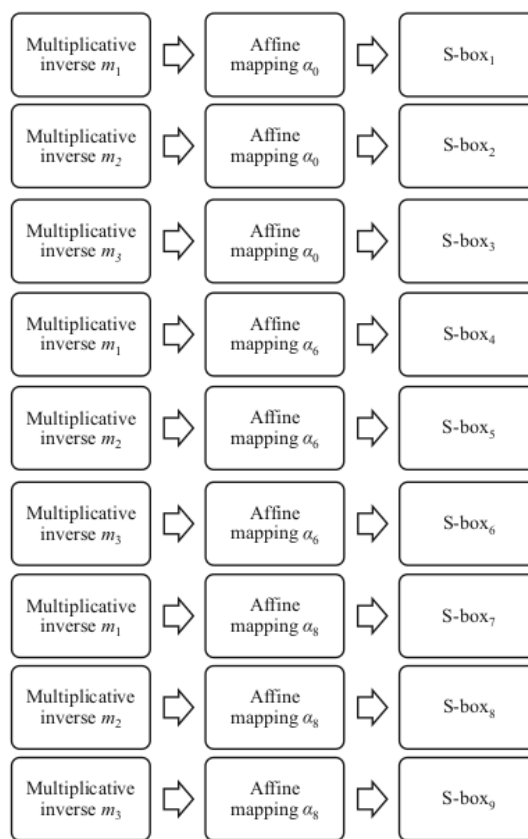 Multiplicative inverse m₁
Affine mapping α₀
S-box₁
Multiplicative inverse m₂
Affine mapping α₀
S-box₂
Multiplicative inverse m₃
Affine mapping α₀
S-box₃
Multiplicative inverse m₁
Affine mapping α₆
S-box₄
Multiplicative inverse m₂
Affine mapping α₆
S-box₅
Multiplicative inverse m₃
Affine mapping α₆
S-box₆
Multiplicative inverse m₁
Affine mapping α₈
S-box₇
Multiplicative inverse m₂
Affine mapping α₈
S-box₈
Multiplicative inverse m₃
Affine mapping α₈
S-box₉